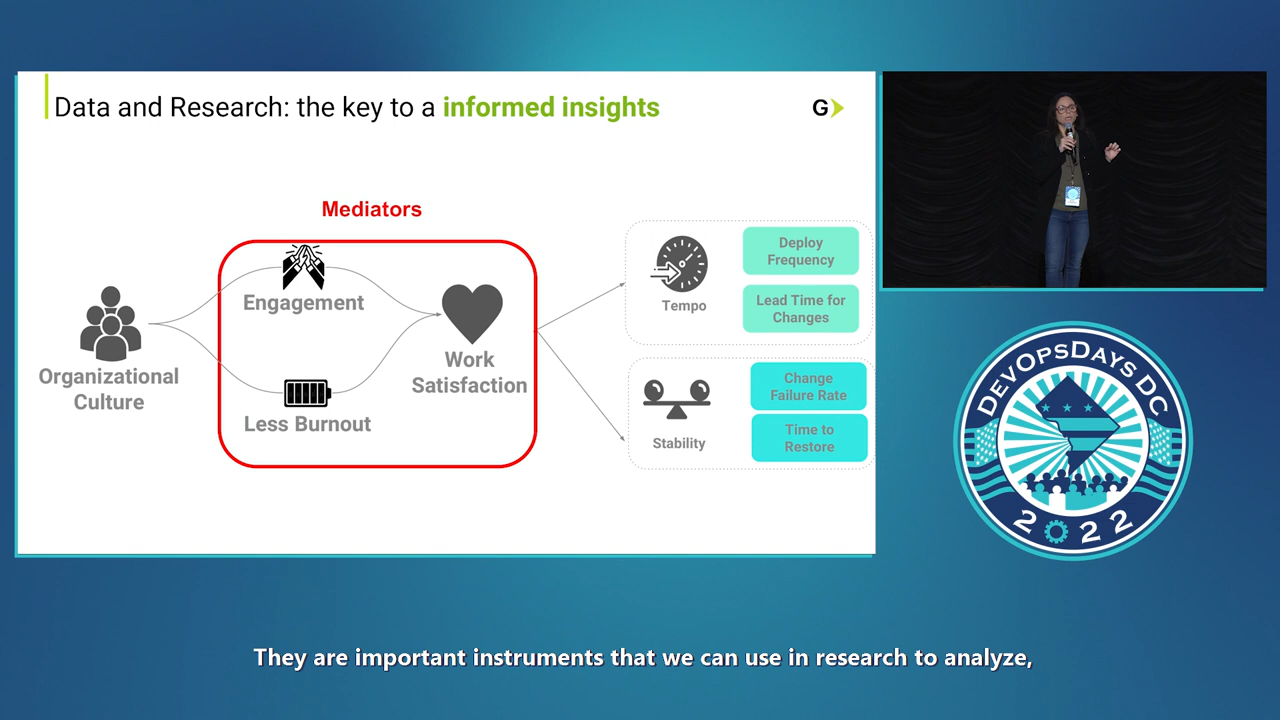 Data and Research: the key to a informed insights
G
Mediators
Engagement
Organizational
Culture
Less Burnout
Work
Satisfaction
Tempo
Deploy
Frequency
Lead Time for
Changes
Stability
Change
Failure Rate
Time to
Restore
DEVOPSDAYS DC
2022
They are important instruments that we can use in research to analyze,